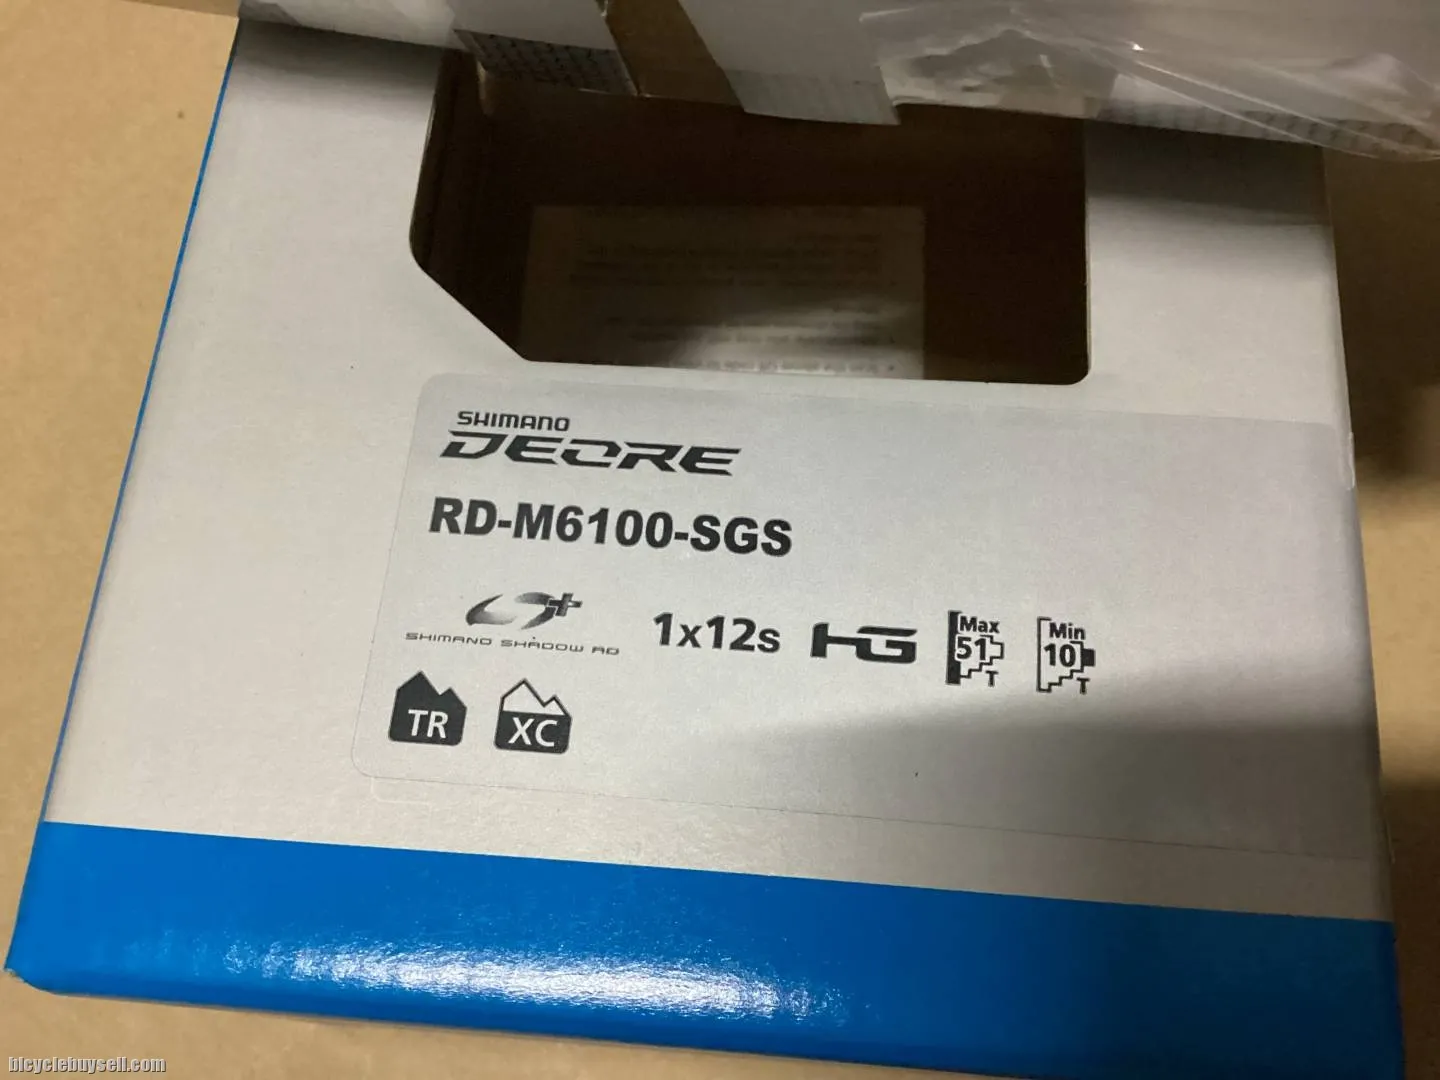 SHIMANO
DEORE
RD-M6100-SGS
SHIMANO SHADOW RD
1x12s
HG
Max
51
T
Min
10
T
TR
XC
bicyclebuysell.com